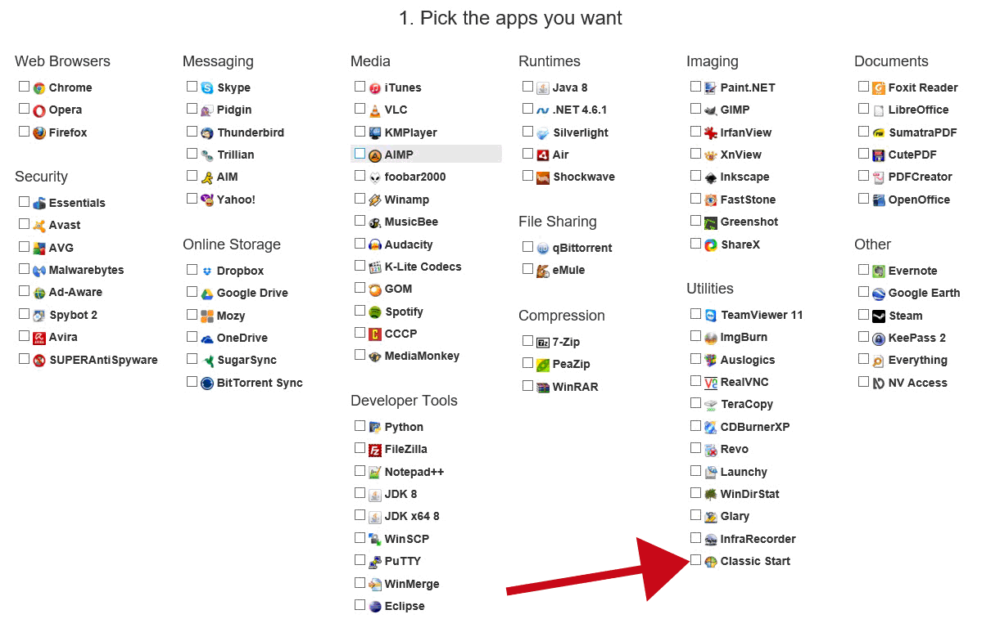 1. Pick the apps you want
Web Browsers
Chrome
Opera
Firefox
Security
Essentials
Avast
AVG
Malwarebytes
Ad-Aware
Spybot 2
Avira
SUPERAntiSpyware
Messaging
Skype
Pidgin
Thunderbird
Trillian
AIM
Yahoo!
Online Storage
Dropbox
Google Drive
Mozy
OneDrive
SugarSync
BitTorrent Sync
Media
iTunes
VLC
KMPlayer
AIMP
foobar2000
Winamp
MusicBee
Audacity
K-Lite Codecs
GOM
Spotify
CCCP
MediaMonkey
Developer Tools
Python
FileZilla
Notepad++
JDK 8
JDK x64 8
WinSCP
PuTTY
WinMerge
Eclipse
Runtimes
Java 8
.NET 4.6.1
Silverlight
Air
Shockwave
File Sharing
qBittorrent
eMule
Compression
7-Zip
PeaZip
WinRAR
Imaging
Paint.NET
GIMP
IrfanView
XnView
Inkscape
FastStone
Greenshot
ShareX
Utilities
TeamViewer 11
ImgBurn
Auslogics
RealVNC
TeraCopy
CDBurnerXP
Revo
Launchy
WinDirStat
Glary
InfraRecorder
Classic Start
Documents
Foxit Reader
LibreOffice
SumatraPDF
CutePDF
PDFCreator
OpenOffice
Other
Evernote
Google Earth
Steam
KeePass 2
Everything
NV Access